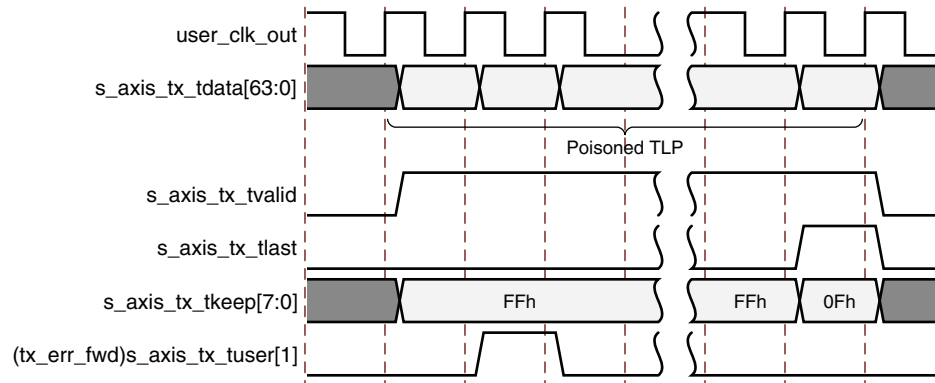 user_clk_out
s_axis_tx_tdata[63:0]
Poisoned TLP
s_axis_tx_tvalid
s_axis_tx_tlast
s_axis_tx_tkeep[7:0] FFh FFh 0Fh
(tx_err_fwd)s_axis_tx_tuser[1]